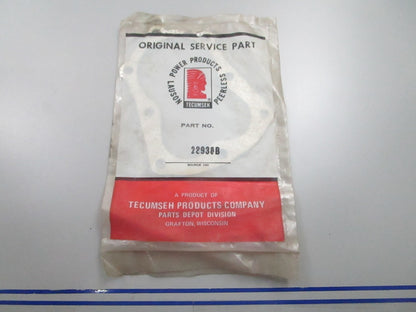 ORIGINAL SERVICE PART
LAUSON POWER PRODUCTS PEERLESS
TECUMSEH
PART NO.
28938B
A PRODUCT OF
TECUMSEH PRODUCTS COMPANY
PARTS DEPOT DIVISION
GRAFTON, WISCONSIN